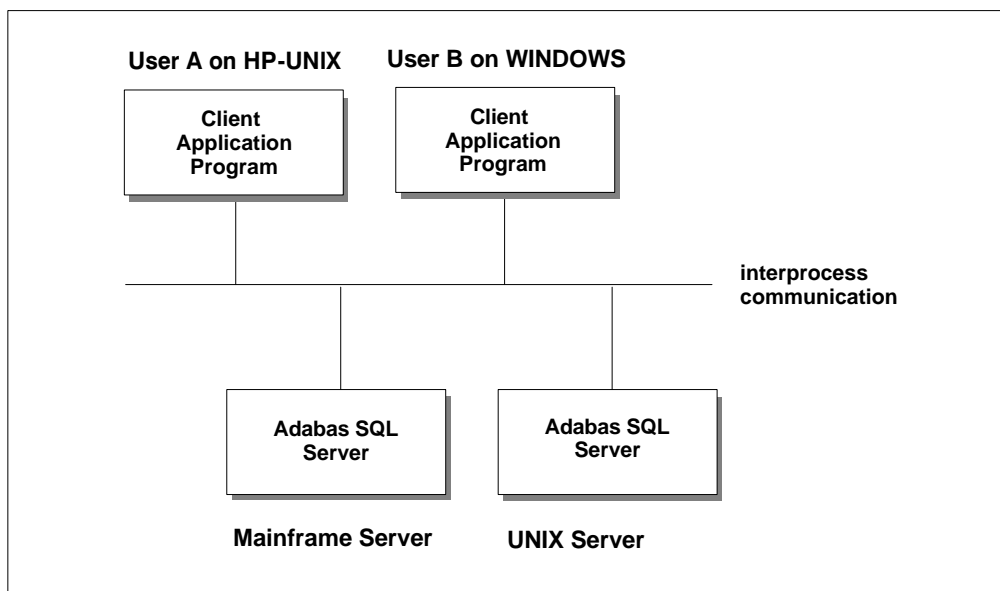 User A on HP-UNIX
User B on WINDOWS
Client
Application
Program
Client
Application
Program
interprocess
communication
Adabas SQL
Server
Adabas SQL
Server
Mainframe Server
UNIX Server